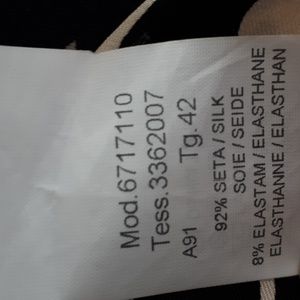 Mod.6717110
Tess.3362007
A91 Tg.42
92% SETA / SILK
SOIE / SEIDE
8% ELASTAM / ELASTHANE
ELASTHANNE / ELASTHAN